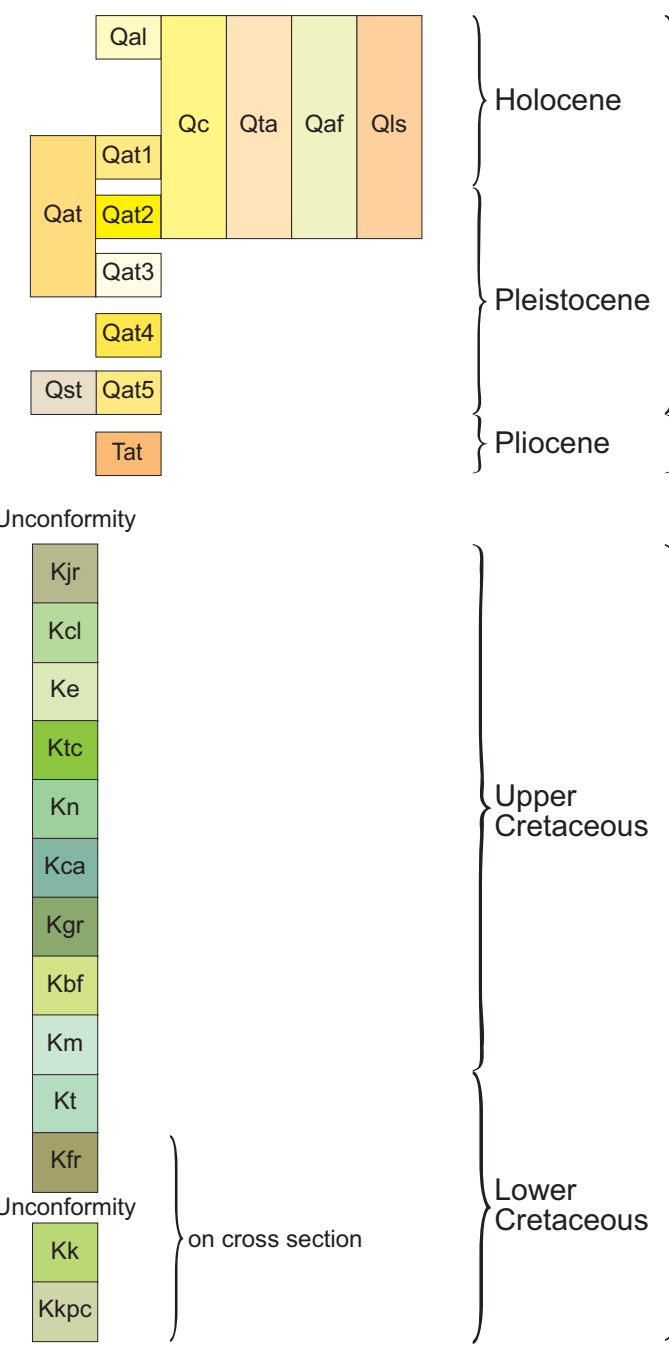 Qal
Qc
Qta
Qaf
Qls
Holocene
Qat1
Qat
Qat2
Qat3
Pleistocene
Qat4
Qst
Qat5
Tat
Pliocene
Unconformity
Kjr
Kcl
Ke
Ktc
Kn
Upper
Cretaceous
Kca
Kgr
Kbf
Km
Kt
Kfr
Unconformity
Lower
Cretaceous
on cross section
Kk
Kkpc